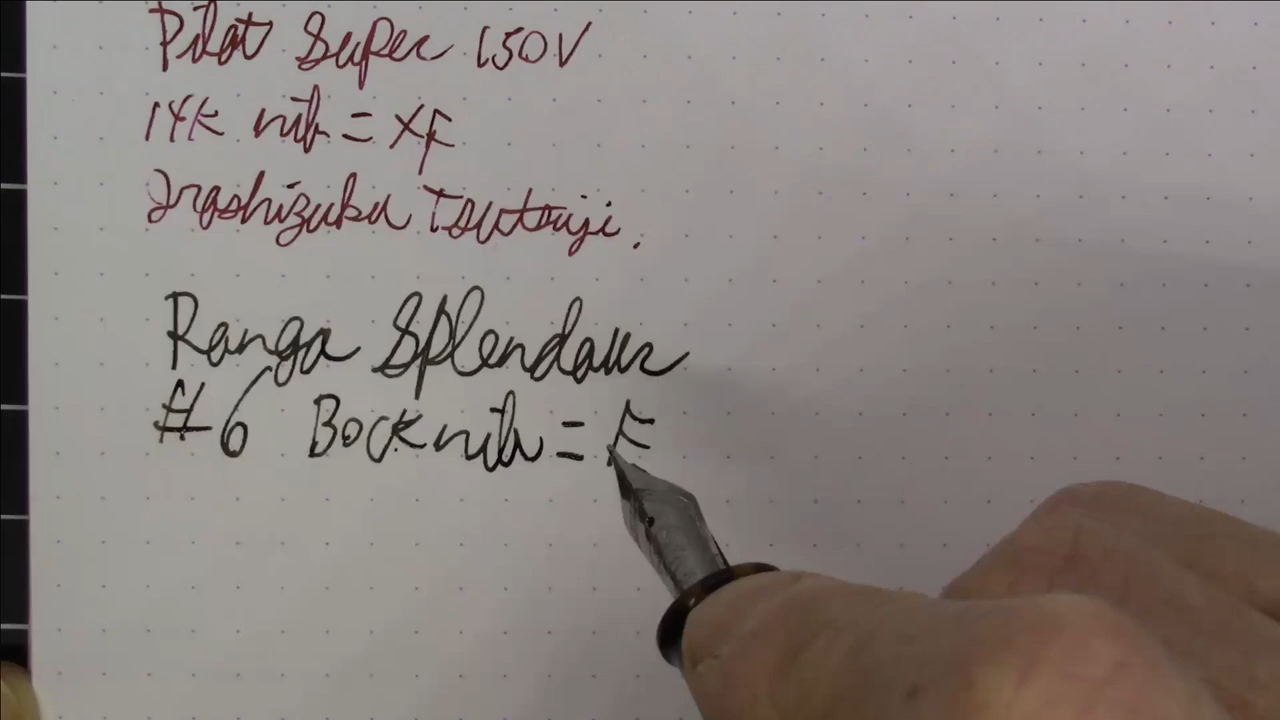 Pilot Super 150V
14K nib = XF
Iroshizuku Tsutsuji.
Ranga Splendour
#6 Bock nib = F